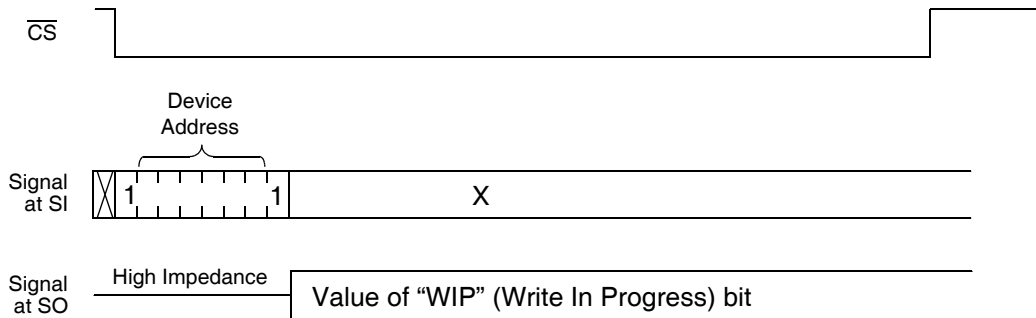 CS
Device
Address
Signal
at SI
1
1
X
Signal
at SO
High Impedance
Value of “WIP” (Write In Progress) bit